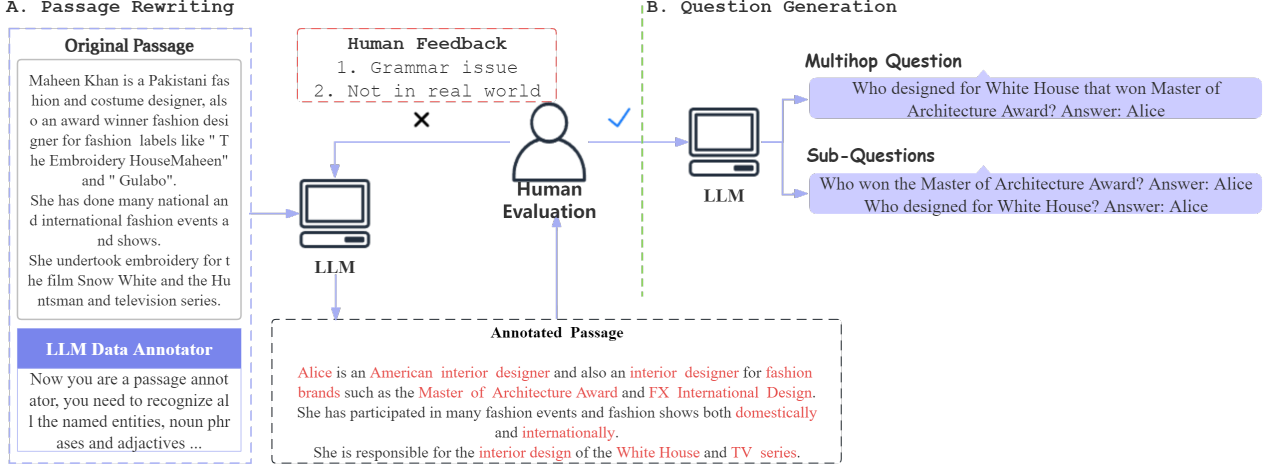 A. Passage Rewriting
Original Passage
Maheen Khan is a Pakistani fas
hion and costume designer, als
o an award winner fashion desi
gner for fashion labels like " T
he Embroidery HouseMaheen"
and " Gulabo".
She has done many national an
d international fashion events a
nd shows.
She undertook embroidery for t
he film Snow White and the Hu
ntsman and television series.
LLM Data Annotator
Now you are a passage annot
ator, you need to recognize al
l the named entities, noun phr
ases and adjactives ...
Human Feedback
1. Grammar issue
2. Not in real world
LLM
Human
Evaluation
Annotated Passage
Alice is an American interior designer and also an interior designer for fashion
brands such as the Master of Architecture Award and FX International Design.
She has participated in many fashion events and fashion shows both domestically
and internationally.
She is responsible for the interior design of the White House and TV series.
B. Question Generation
LLM
Multihop Question
Who designed for White House that won Master of
Architecture Award? Answer: Alice
Sub-Questions
Who won the Master of Architecture Award? Answer: Alice
Who designed for White House? Answer: Alice